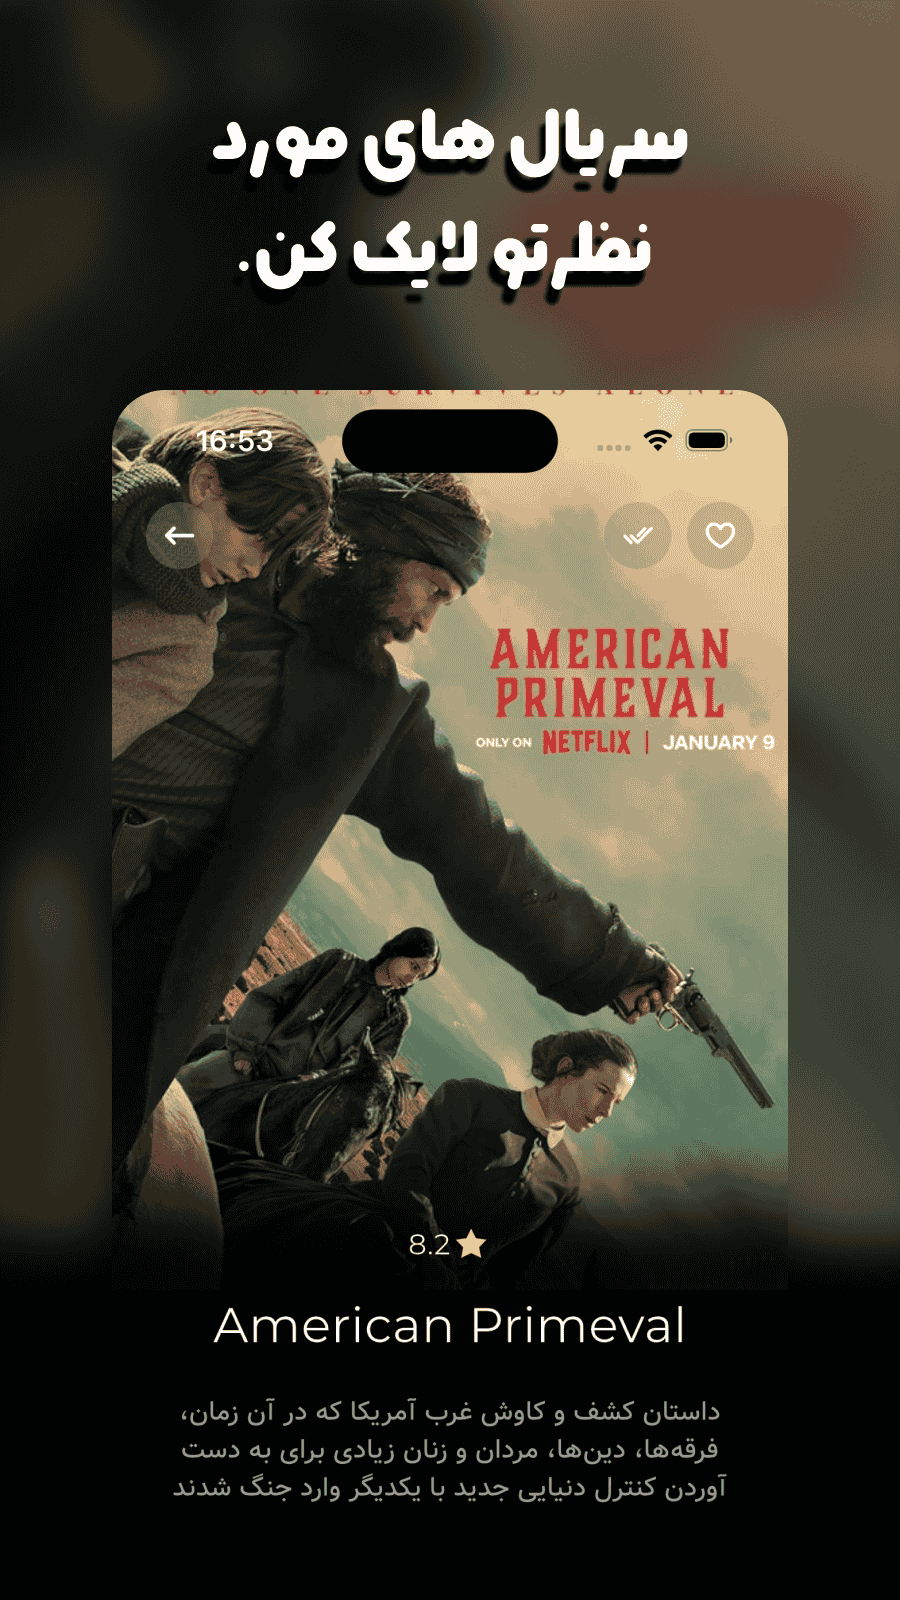 سریال های مورد
نظرتو لایک کن.
NO ONE SURVIVES ALONE
16:53
AMERICAN
PRIMEVAL
ONLY ON NETFLIX | JANUARY 9
8.2
American Primeval
داستان کشف و کاوش غرب آمریکا که در آن زمان،
فرقه‌ها، دین‌ها، مردان و زنان زیادی برای به دست
آوردن کنترل دنیایی جدید با یکدیگر وارد جنگ شدند